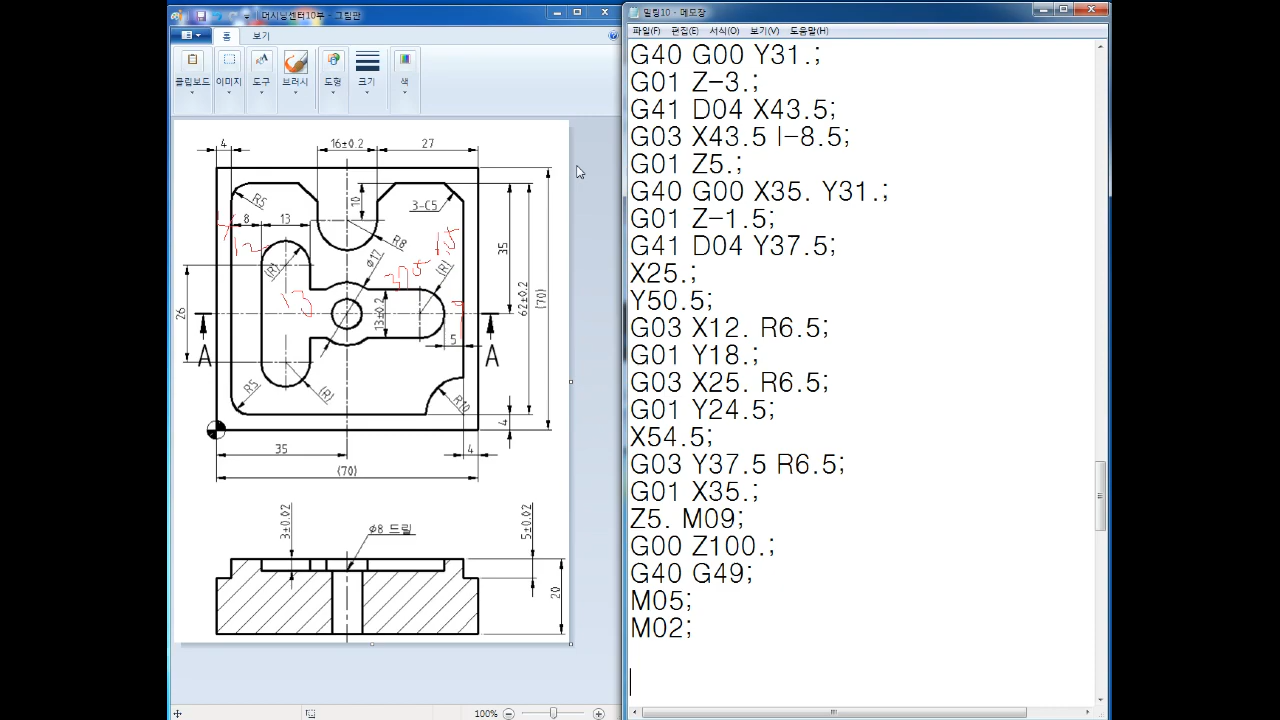 머시닝센터10부 - 그림판
홈 보기
클립보드 이미지 도구 브러시 도형 크기 색
4 16±0.2 27
R5 10 3-C5
8 13 R8
4 12 ⌀17
(R) (R) 35
13 62±0.2 (70)
26 13±0.2
A 5 A
R5 (R) R10
4
35 4
(70)
3±0.02 ⌀8 드릴 5±0.02
20
100%
밀링10 - 메모장
파일(F) 편집(E) 서식(O) 보기(V) 도움말(H)
G40 G00 Y31.;
G01 Z-3.;
G41 D04 X43.5;
G03 X43.5 I-8.5;
G01 Z5.;
G40 G00 X35. Y31.;
G01 Z-1.5;
G41 D04 Y37.5;
X25.;
Y50.5;
G03 X12. R6.5;
G01 Y18.;
G03 X25. R6.5;
G01 Y24.5;
X54.5;
G03 Y37.5 R6.5;
G01 X35.;
Z5. M09;
G00 Z100.;
G40 G49;
M05;
M02;